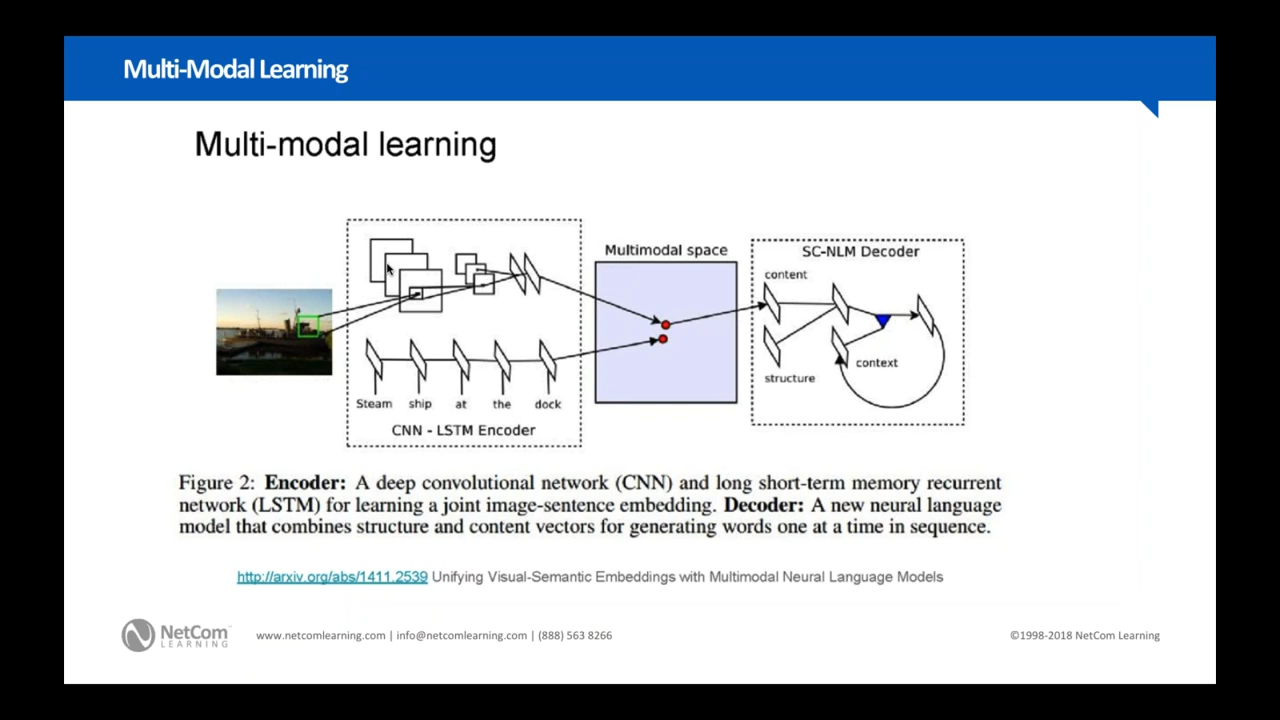 Multi-Modal Learning
Multi-modal learning
Multimodal space
SC-NLM Decoder
content
structure
context
Steam ship at the dock
CNN - LSTM Encoder
Figure 2: Encoder: A deep convolutional network (CNN) and long short-term memory recurrent
network (LSTM) for learning a joint image-sentence embedding. Decoder: A new neural language
model that combines structure and content vectors for generating words one at a time in sequence.
http://arxiv.org/abs/1411.2539 Unifying Visual-Semantic Embeddings with Multimodal Neural Language Models
NetCom
LEARNING
www.netcomlearning.com | info@netcomlearning.com | (888) 563 8266
©1998-2018 NetCom Learning